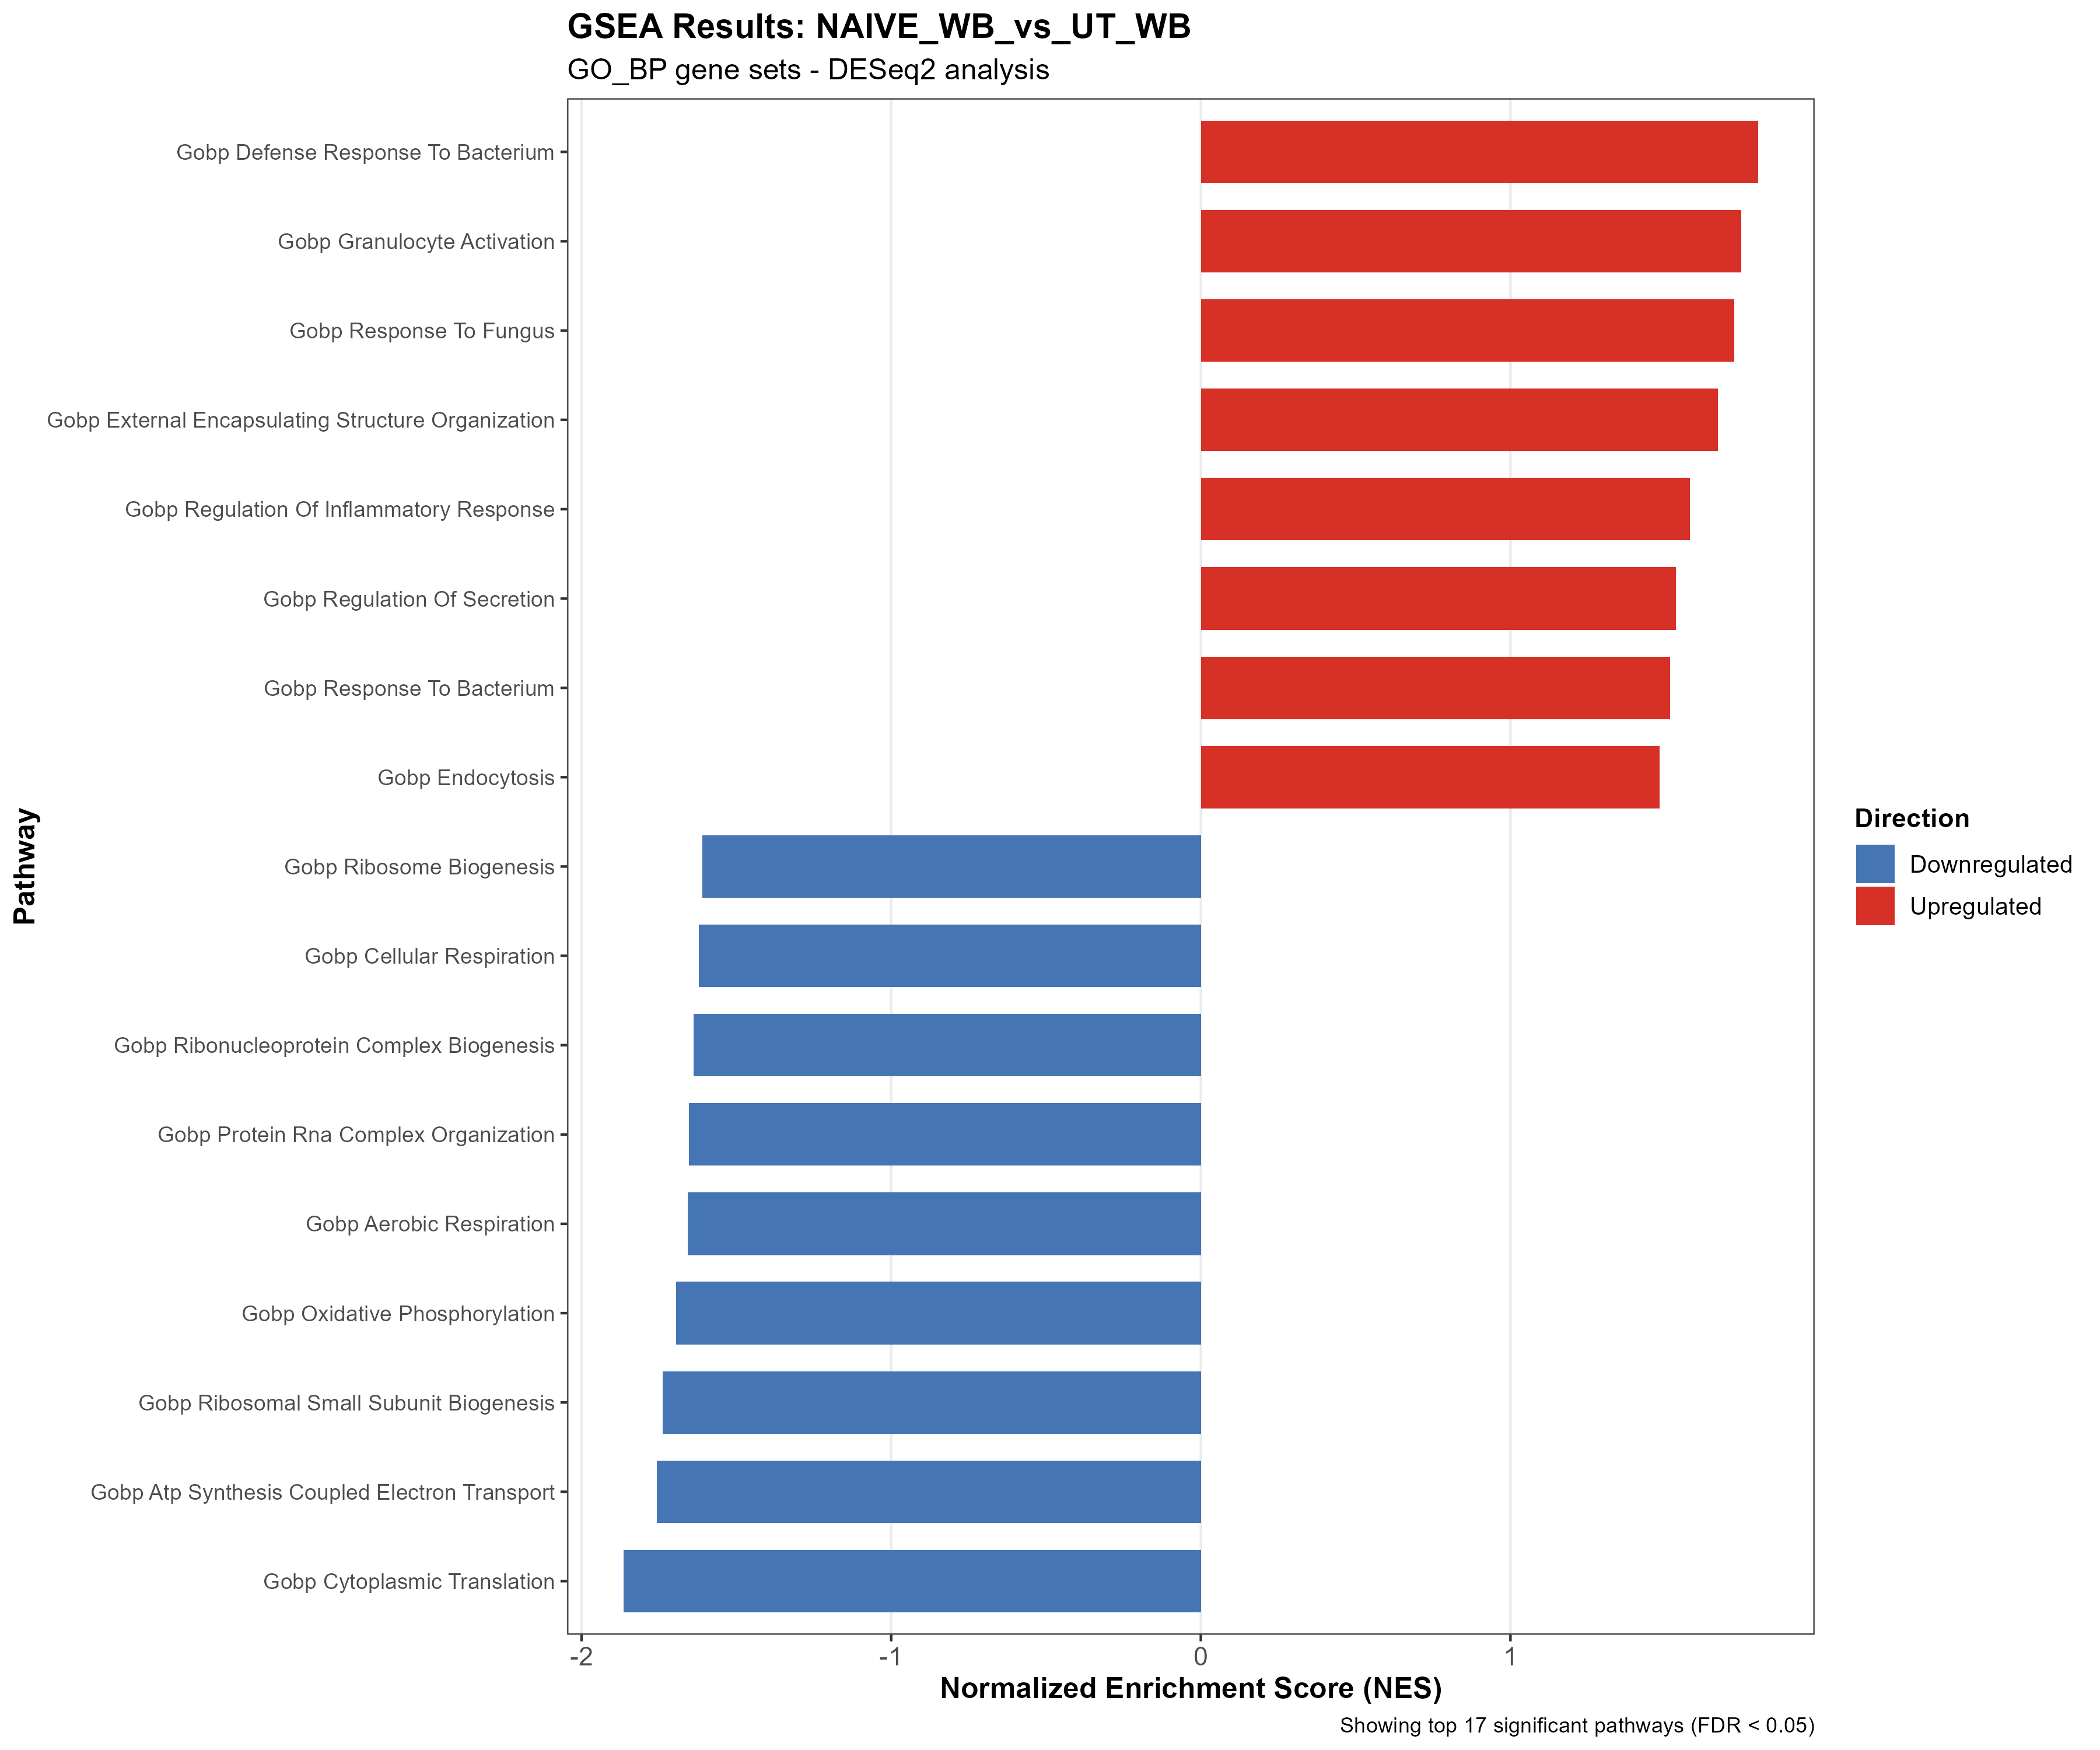 GSEA Results: NAIVE_WB_vs_UT_WB
GO_BP gene sets - DESeq2 analysis
Gobp Defense Response To Bacterium
Gobp Granulocyte Activation
Gobp Response To Fungus
Gobp External Encapsulating Structure Organization
Gobp Regulation Of Inflammatory Response
Gobp Regulation Of Secretion
Gobp Response To Bacterium
Gobp Endocytosis
Gobp Ribosome Biogenesis
Gobp Cellular Respiration
Gobp Ribonucleoprotein Complex Biogenesis
Gobp Protein Rna Complex Organization
Gobp Aerobic Respiration
Gobp Oxidative Phosphorylation
Gobp Ribosomal Small Subunit Biogenesis
Gobp Atp Synthesis Coupled Electron Transport
Gobp Cytoplasmic Translation
Pathway
-2 -1 0 1
Normalized Enrichment Score (NES)
Showing top 17 significant pathways (FDR < 0.05)
Direction
Downregulated
Upregulated